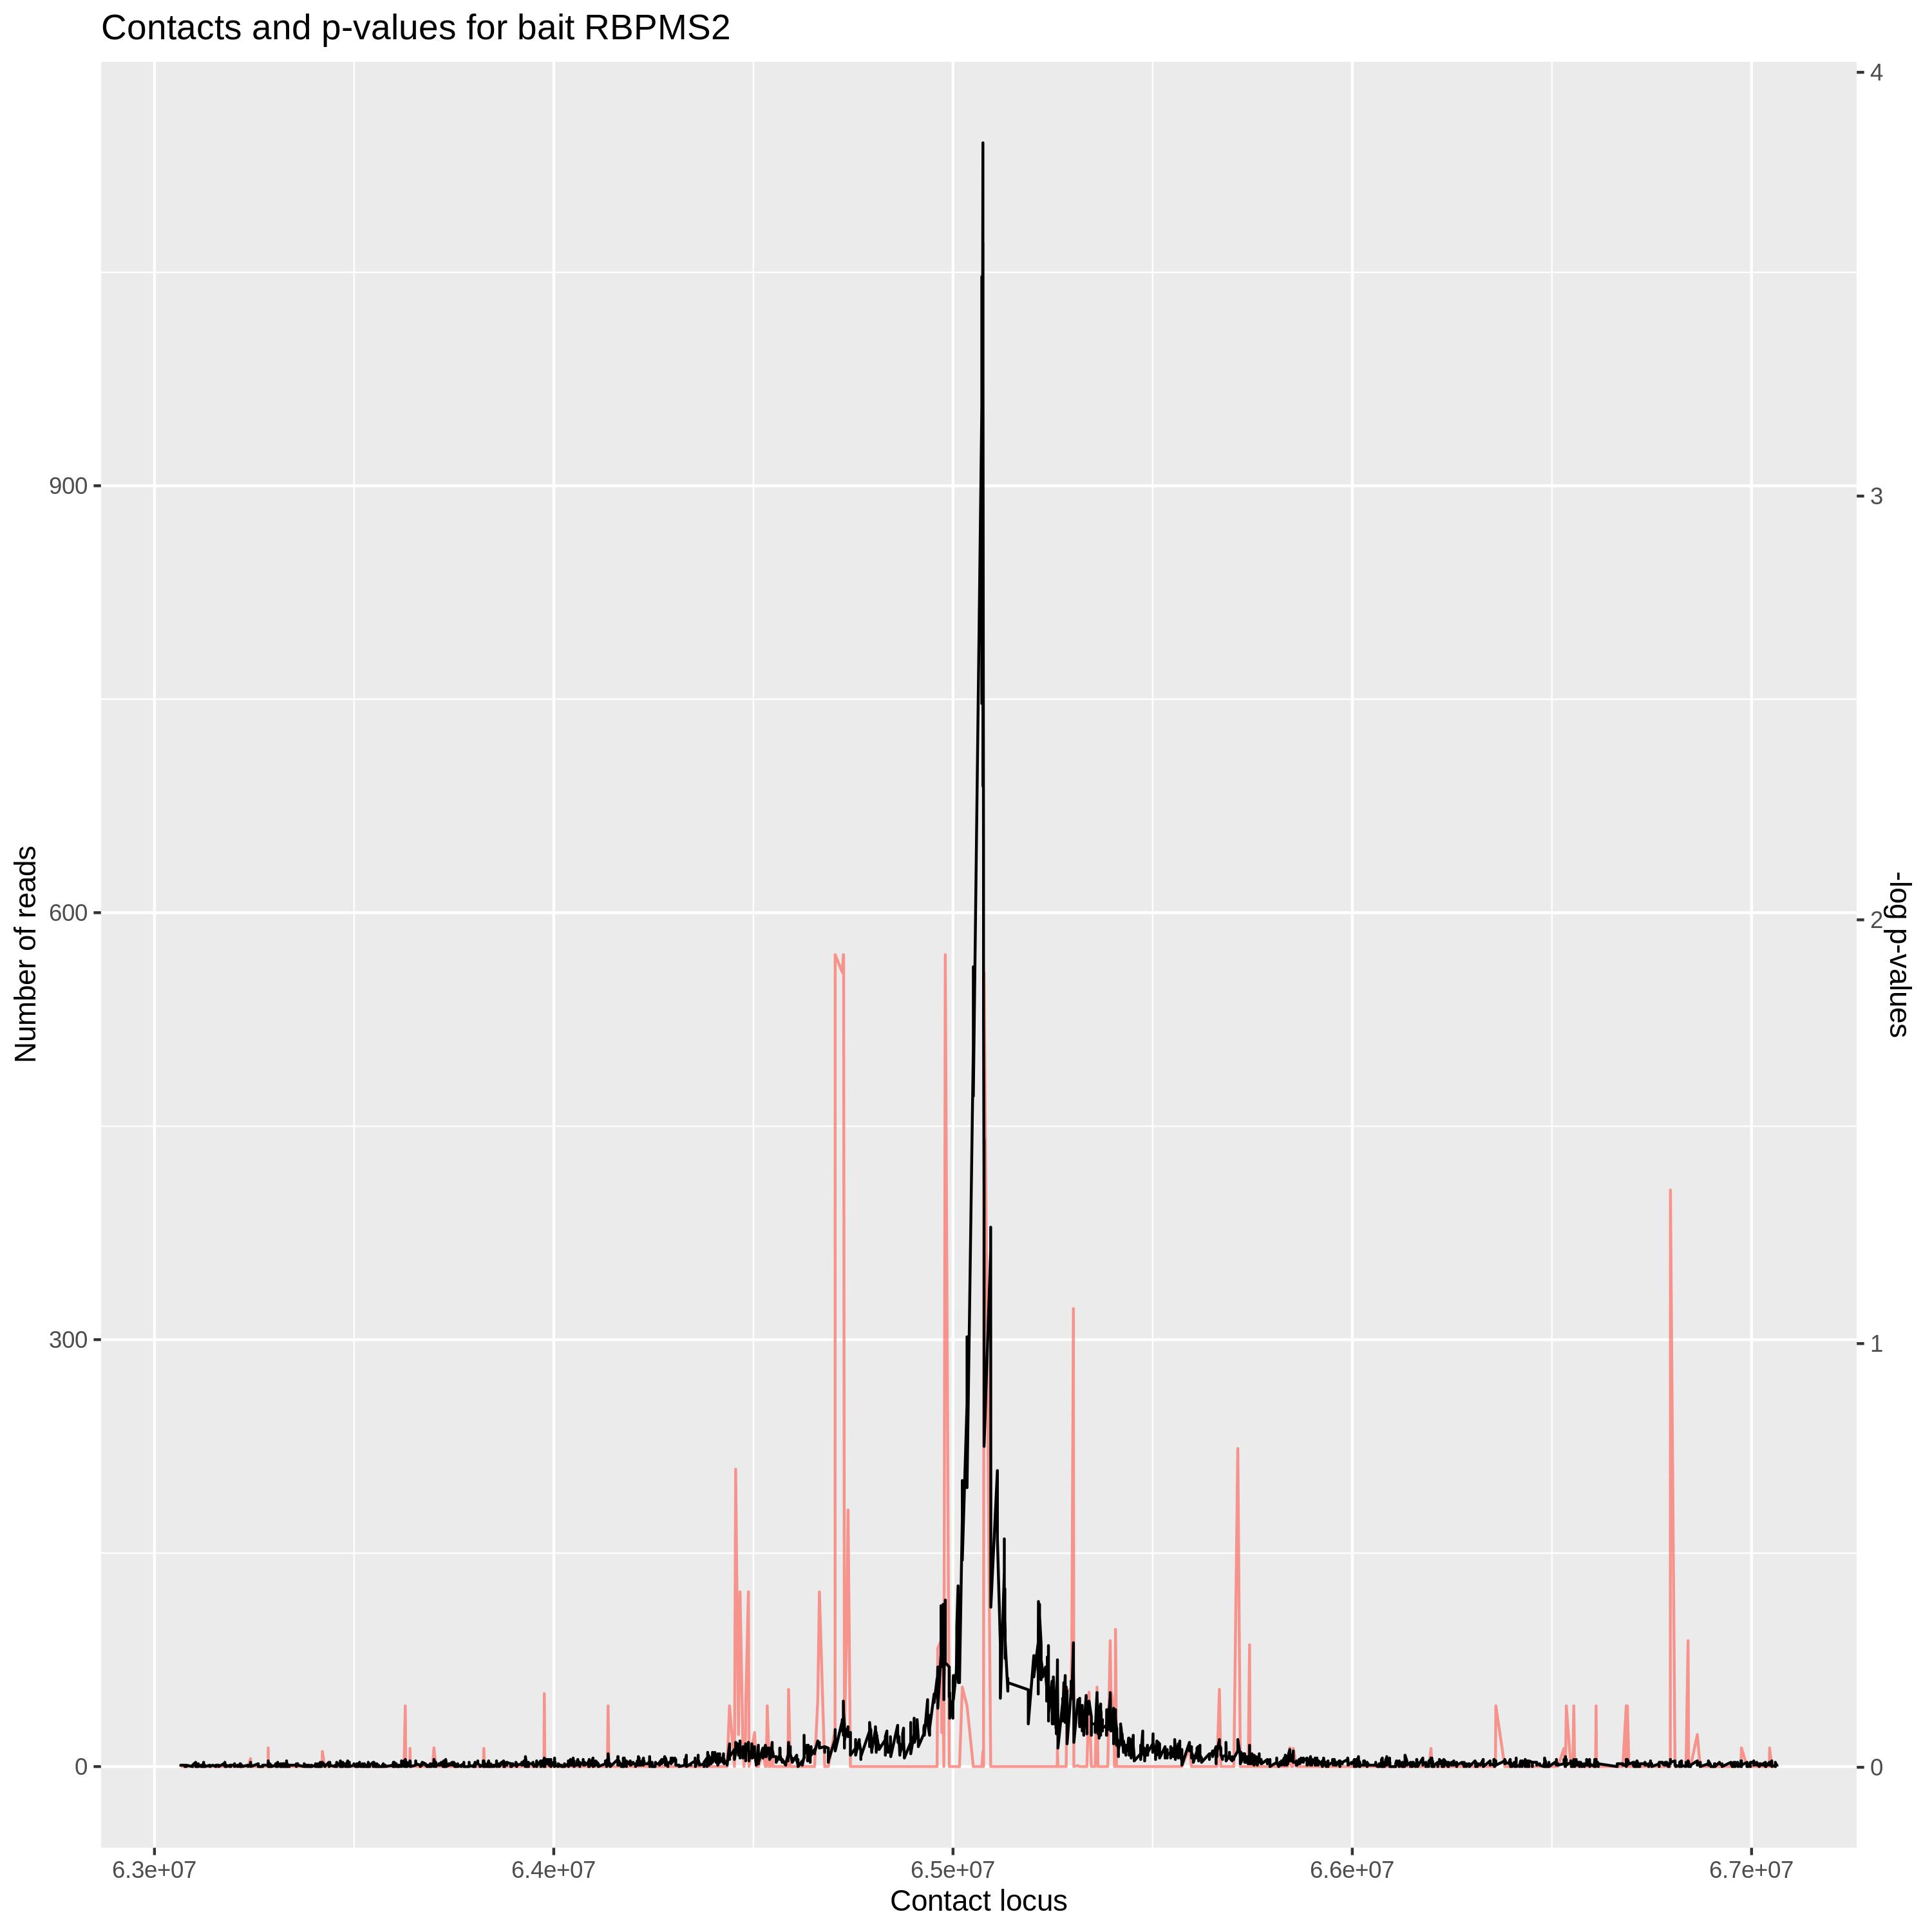 Contacts and p-values for bait RBPMS2
4
900
3
600
2
Number of reads
-log p-values
300
1
0
0
6.3e+07
6.4e+07
6.5e+07
6.6e+07
6.7e+07
Contact locus